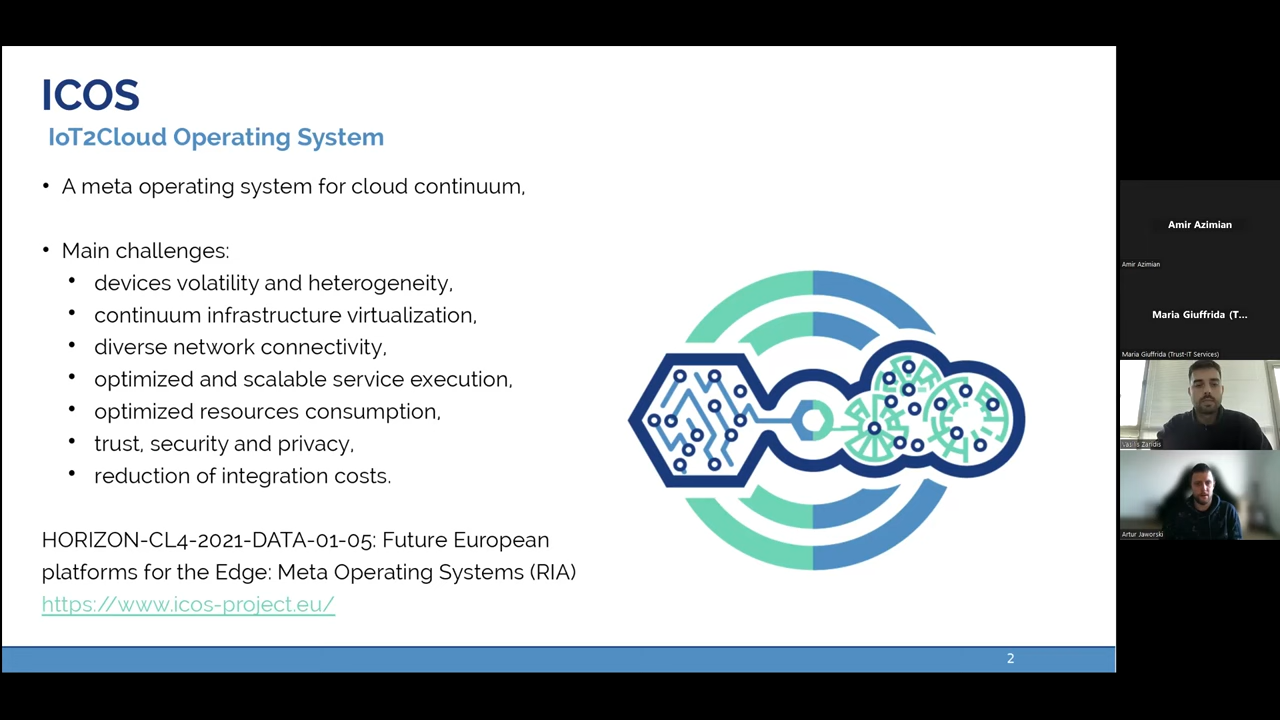 ICOS
IoT2Cloud Operating System
• A meta operating system for cloud continuum,
• Main challenges:
• devices volatility and heterogeneity,
• continuum infrastructure virtualization,
• diverse network connectivity,
• optimized and scalable service execution,
• optimized resources consumption,
• trust, security and privacy,
• reduction of integration costs.
HORIZON-CL4-2021-DATA-01-05: Future European
platforms for the Edge: Meta Operating Systems (RIA)
https://www.icos-project.eu/
2
Amir Azimian
Amir Azimian
Maria Giuffrida (T...
Maria Giuffrida (Trust-IT Services)
Artur Jaworski